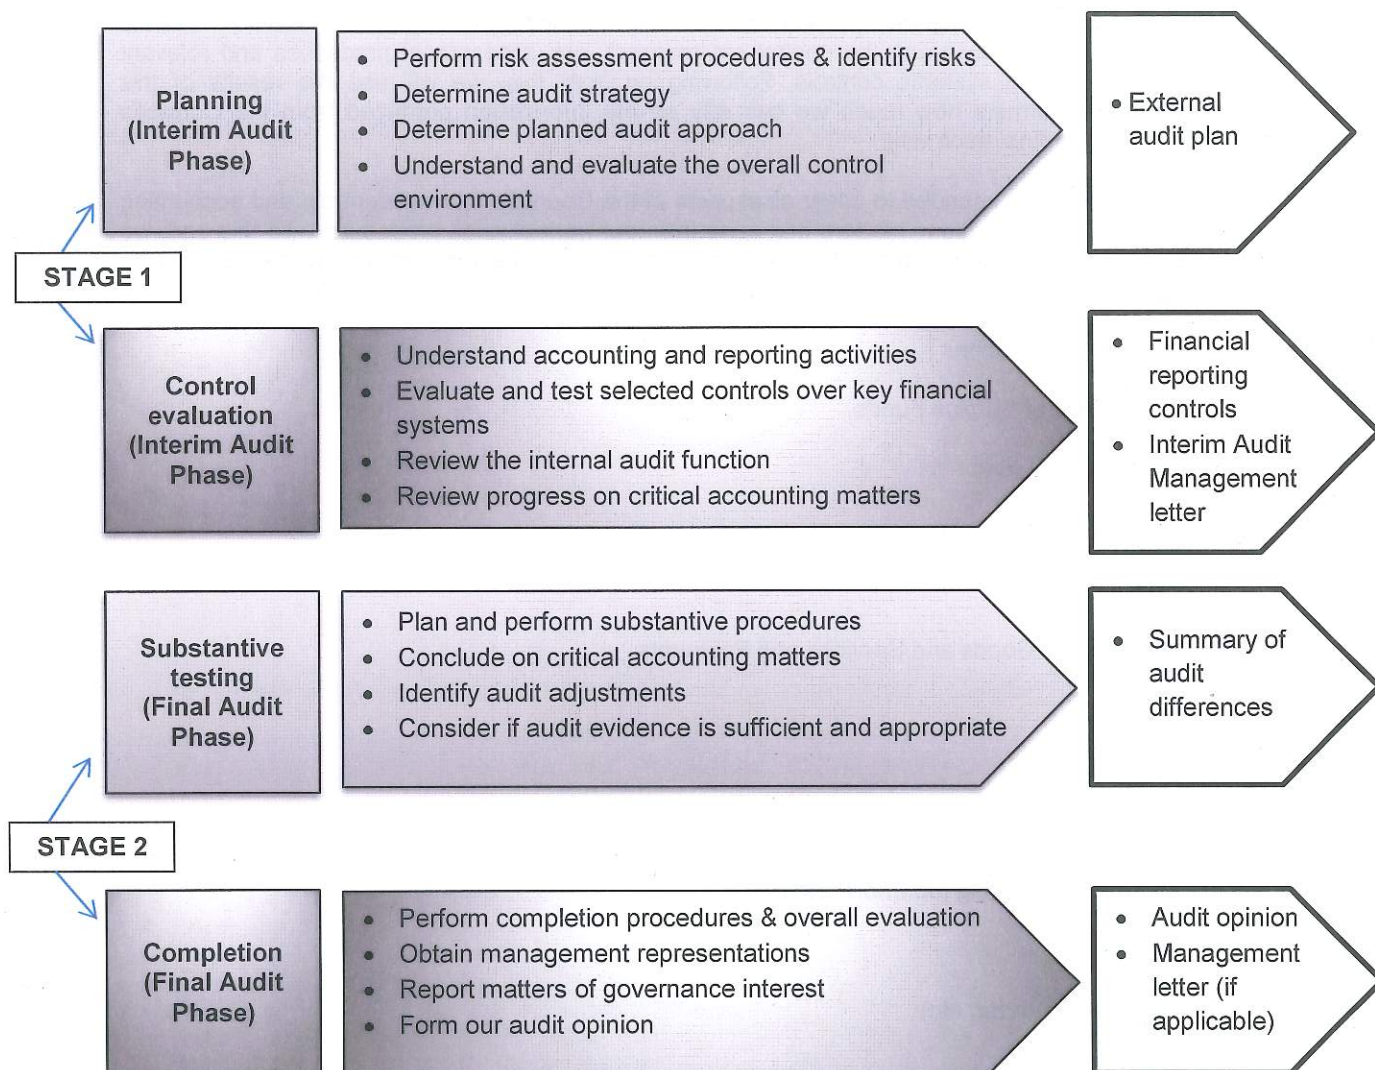 Planning
(Interim Audit
Phase)
• Perform risk assessment procedures & identify risks
• Determine audit strategy
• Determine planned audit approach
• Understand and evaluate the overall control
environment
• External
audit plan
STAGE 1
Control
evaluation
(Interim Audit
Phase)
• Understand accounting and reporting activities
• Evaluate and test selected controls over key financial
systems
• Review the internal audit function
• Review progress on critical accounting matters
• Financial
reporting
controls
• Interim Audit
Management
letter
Substantive
testing
(Final Audit
Phase)
• Plan and perform substantive procedures
• Conclude on critical accounting matters
• Identify audit adjustments
• Consider if audit evidence is sufficient and appropriate
• Summary of
audit
differences
STAGE 2
Completion
(Final Audit
Phase)
• Perform completion procedures & overall evaluation
• Obtain management representations
• Report matters of governance interest
• Form our audit opinion
• Audit opinion
• Management
letter (if
applicable)